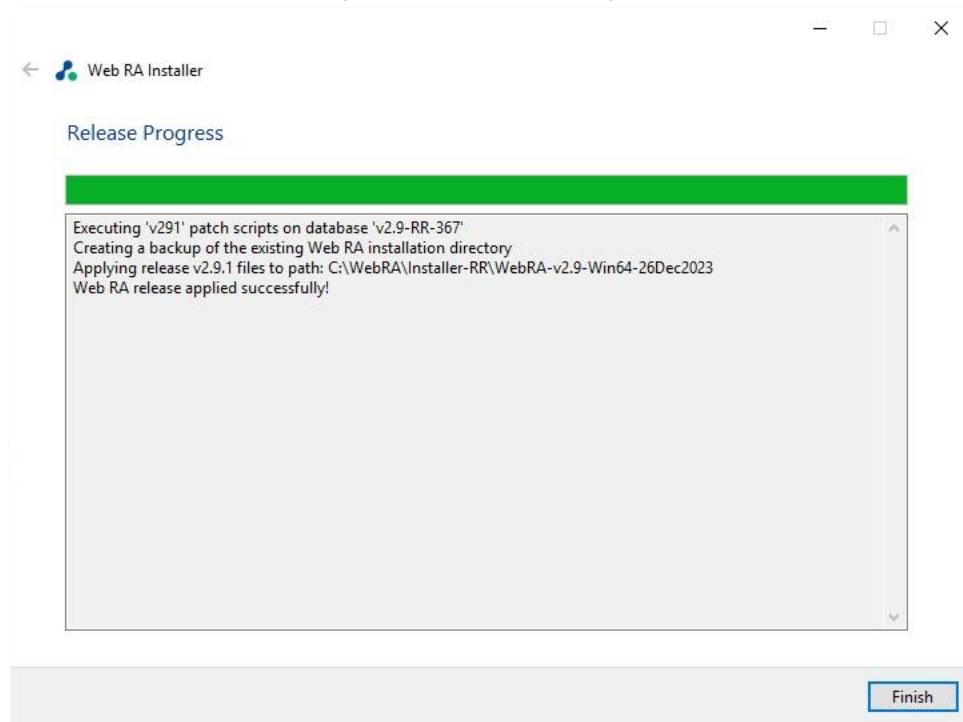 Web RA Installer
Release Progress
Executing 'v291' patch scripts on database 'v2.9-RR-367'
Creating a backup of the existing Web RA installation directory
Applying release v2.9.1 files to path: C:\WebRA\Installer-RR\WebRA-v2.9-Win64-26Dec2023
Web RA release applied successfully!
Finish